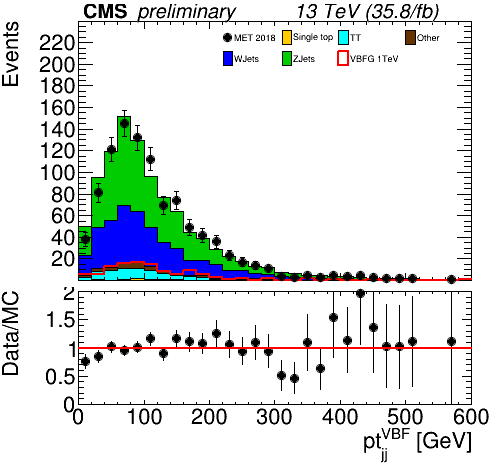 CMS preliminary 13 TeV (35.8/fb)
Events
MET 2018 Single top TT Other
WJets ZJets VBFG 1TeV
220
200
180
160
140
120
100
80
60
40
20
Data/MC
2
1.5
1
0.5
0
0 100 200 300 400 500 600
pt_jj^VBF [GeV]